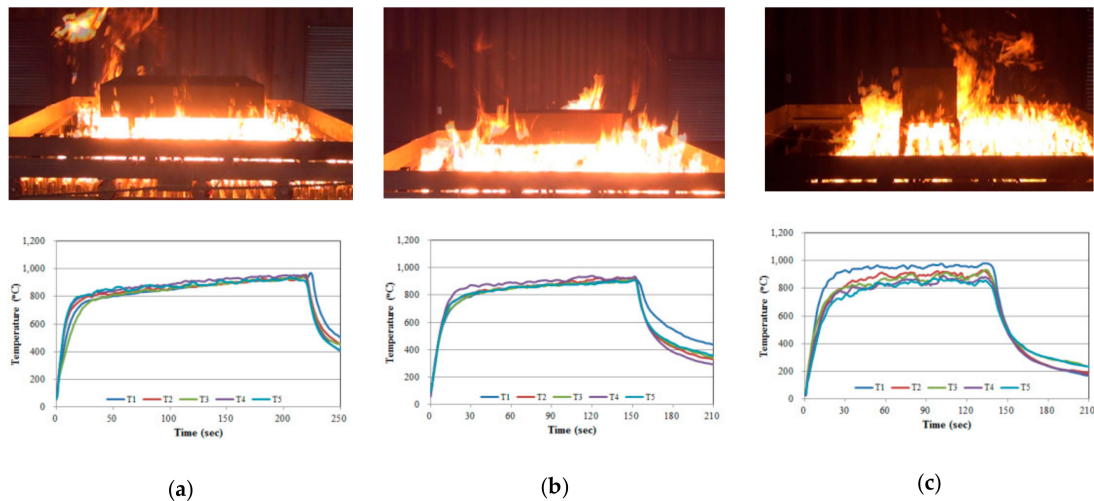 1,200
1,000
800
600
400
200
0
Temperature (°C)
0 50 100 150 200 250
T1 T2 T3 T4 T5
Time (sec)
(a)
1,200
1,000
800
600
400
200
0
Temperature (°C)
0 30 60 90 120 150 180 210
T1 T2 T3 T4 T5
Time (sec)
(b)
1,200
1,000
800
600
400
200
0
Temperature (°C)
0 30 60 90 120 150 180 210
T1 T2 T3 T4 T5
Time (sec)
(c)